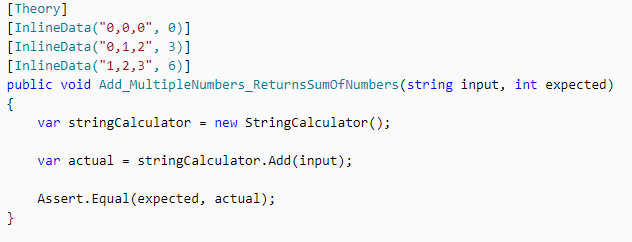 [Theory]
[InlineData("0,0,0", 0)]
[InlineData("0,1,2", 3)]
[InlineData("1,2,3", 6)]
public void Add_MultipleNumbers_ReturnsSumOfNumbers(string input, int expected)
{
    var stringCalculator = new StringCalculator();

    var actual = stringCalculator.Add(input);

    Assert.Equal(expected, actual);
}